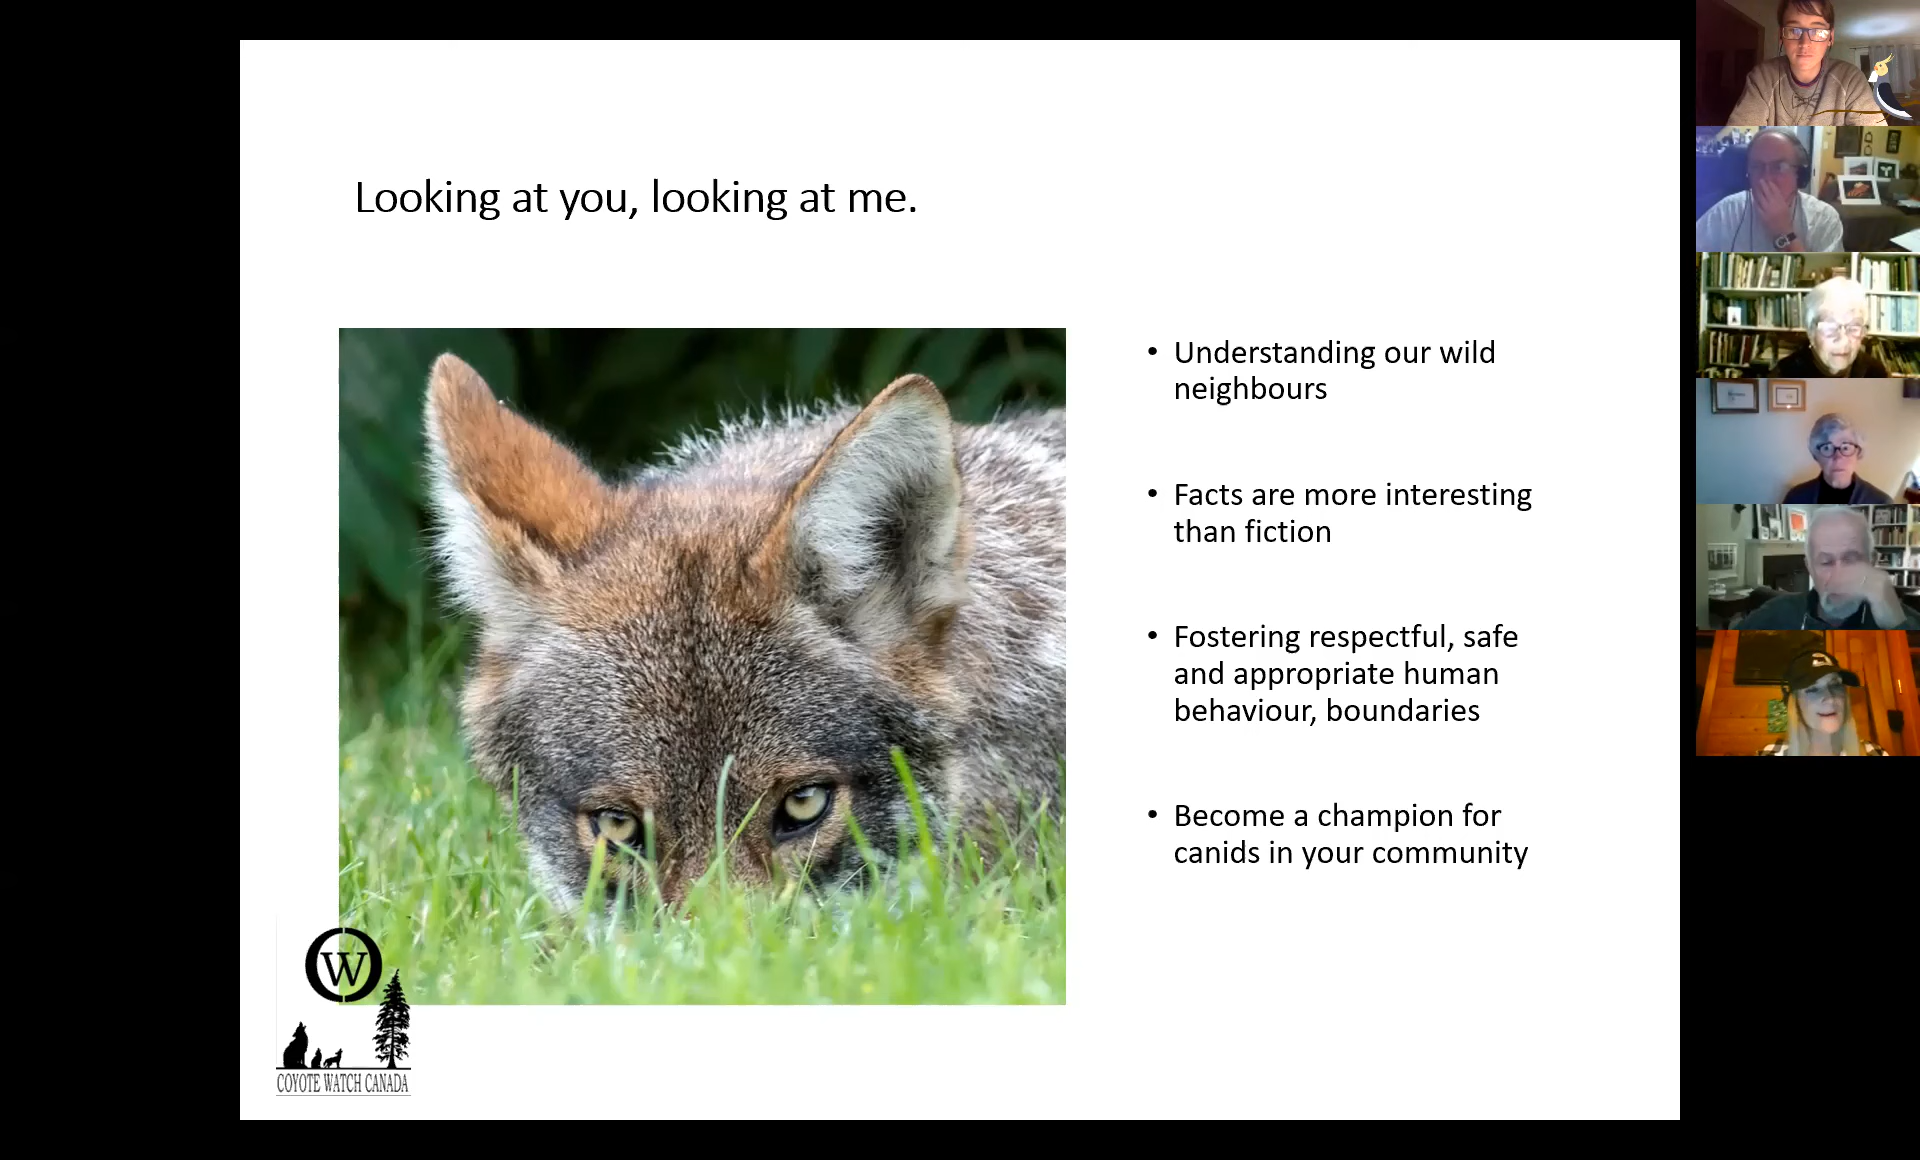 Looking at you, looking at me.
• Understanding our wild
neighbours
• Facts are more interesting
than fiction
• Fostering respectful, safe
and appropriate human
behaviour, boundaries
• Become a champion for
canids in your community
W
COYOTE WATCH CANADA